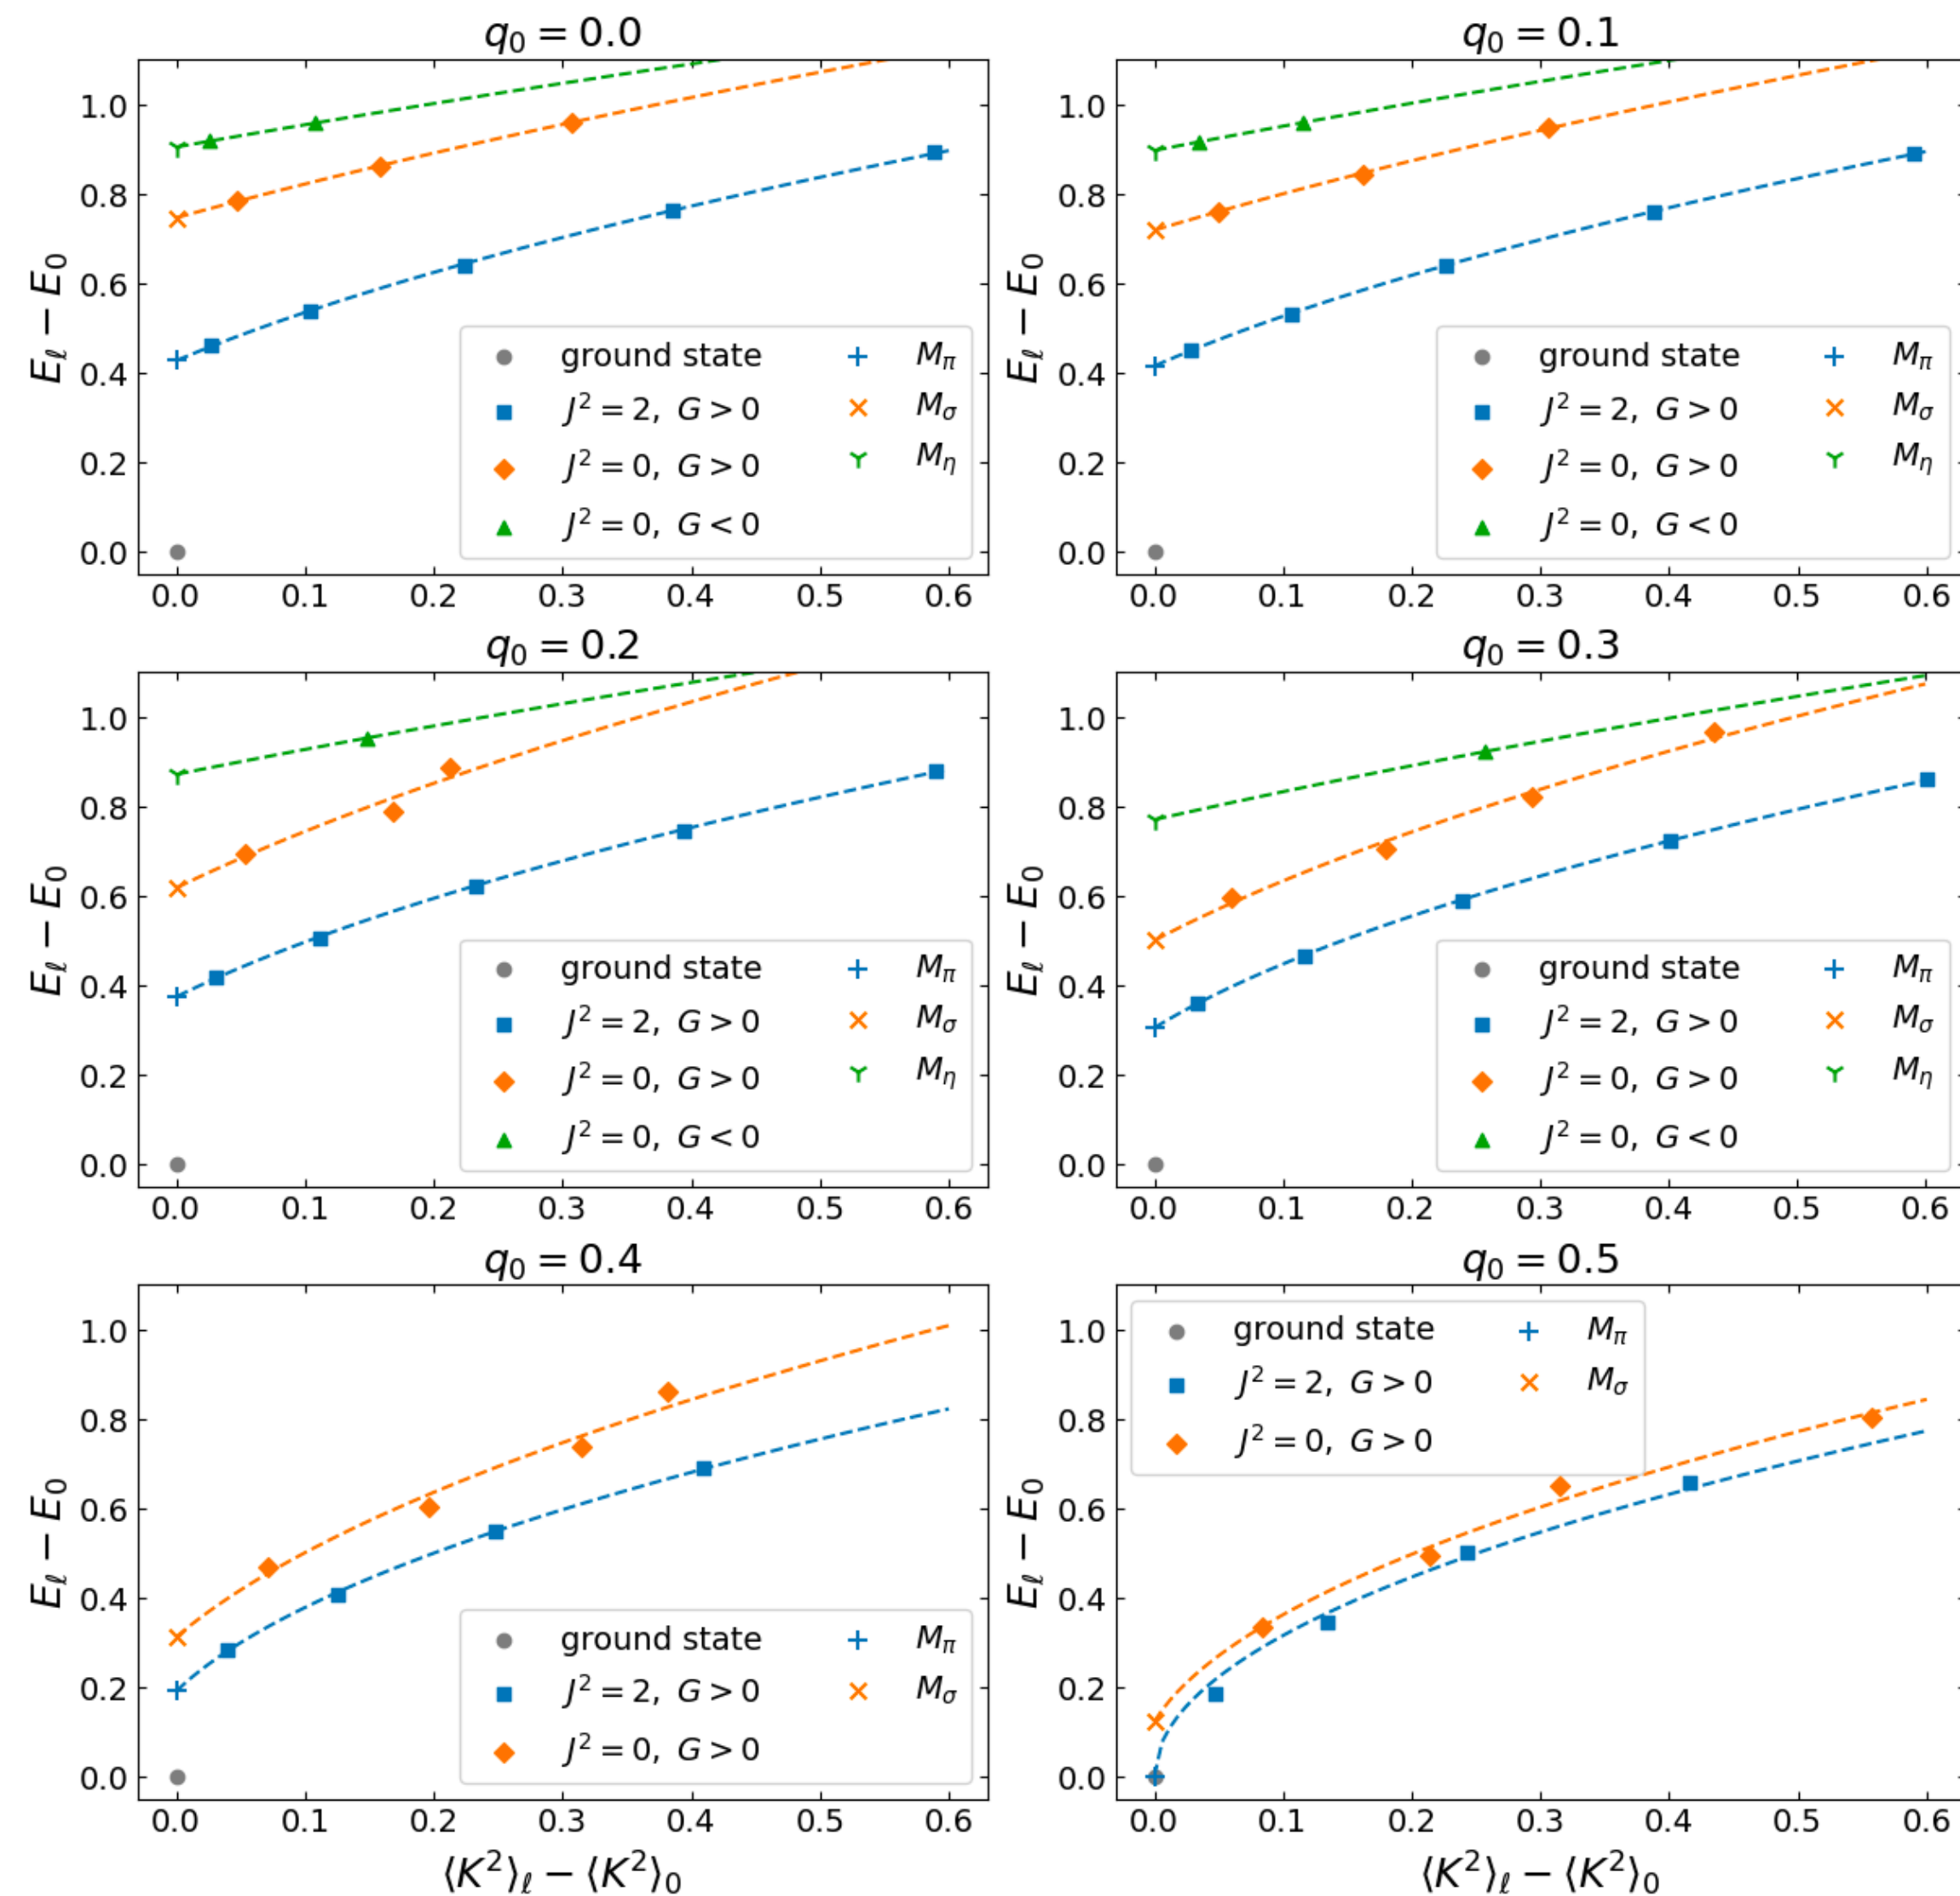 q₀ = 0.0
E_ℓ − E₀
1.0
0.8
0.6
0.4
0.2
0.0
ground state
J² = 2, G > 0
J² = 0, G > 0
J² = 0, G < 0
M_π
M_σ
M_η
0.0 0.1 0.2 0.3 0.4 0.5 0.6
q₀ = 0.1
E_ℓ − E₀
1.0
0.8
0.6
0.4
0.2
0.0
ground state
J² = 2, G > 0
J² = 0, G > 0
J² = 0, G < 0
M_π
M_σ
M_η
0.0 0.1 0.2 0.3 0.4 0.5 0.6
q₀ = 0.2
E_ℓ − E₀
1.0
0.8
0.6
0.4
0.2
0.0
ground state
J² = 2, G > 0
J² = 0, G > 0
J² = 0, G < 0
M_π
M_σ
M_η
0.0 0.1 0.2 0.3 0.4 0.5 0.6
q₀ = 0.3
E_ℓ − E₀
1.0
0.8
0.6
0.4
0.2
0.0
ground state
J² = 2, G > 0
J² = 0, G > 0
J² = 0, G < 0
M_π
M_σ
M_η
0.0 0.1 0.2 0.3 0.4 0.5 0.6
q₀ = 0.4
E_ℓ − E₀
1.0
0.8
0.6
0.4
0.2
0.0
ground state
J² = 2, G > 0
J² = 0, G > 0
M_π
M_σ
0.0 0.1 0.2 0.3 0.4 0.5 0.6
⟨K²⟩_ℓ − ⟨K²⟩₀
q₀ = 0.5
E_ℓ − E₀
1.0
0.8
0.6
0.4
0.2
0.0
ground state
J² = 2, G > 0
J² = 0, G > 0
M_π
M_σ
0.0 0.1 0.2 0.3 0.4 0.5 0.6
⟨K²⟩_ℓ − ⟨K²⟩₀